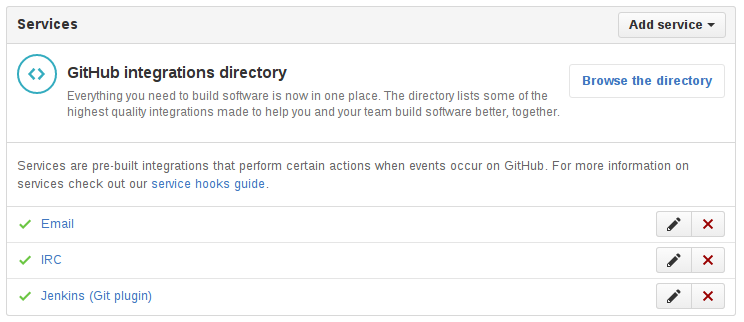 Services
Add service
GitHub integrations directory
Everything you need to build software is now in one place. The directory lists some of the
highest quality integrations made to help you and your team build software better, together.
Browse the directory
Services are pre-built integrations that perform certain actions when events occur on GitHub. For more information on
services check out our service hooks guide.
Email
IRC
Jenkins (Git plugin)